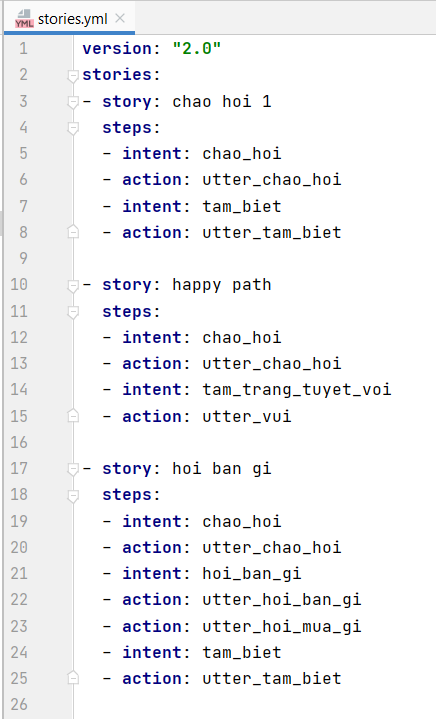 stories.yml
1 version: "2.0"
2 stories:
3 - story: chao hoi 1
4 steps:
5 - intent: chao_hoi
6 - action: utter_chao_hoi
7 - intent: tam_biet
8 - action: utter_tam_biet
9
10 - story: happy path
11 steps:
12 - intent: chao_hoi
13 - action: utter_chao_hoi
14 - intent: tam_trang_tuyet_voi
15 - action: utter_vui
16
17 - story: hoi ban gi
18 steps:
19 - intent: chao_hoi
20 - action: utter_chao_hoi
21 - intent: hoi_ban_gi
22 - action: utter_hoi_ban_gi
23 - action: utter_hoi_mua_gi
24 - intent: tam_biet
25 - action: utter_tam_biet
26